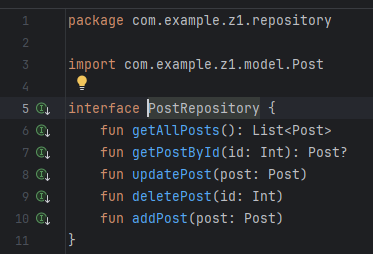 1 package com.example.z1.repository
2
3 import com.example.z1.model.Post
4
5 interface PostRepository {
6     fun getAllPosts(): List<Post>
7     fun getPostById(id: Int): Post?
8     fun updatePost(post: Post)
9     fun deletePost(id: Int)
10     fun addPost(post: Post)
11 }